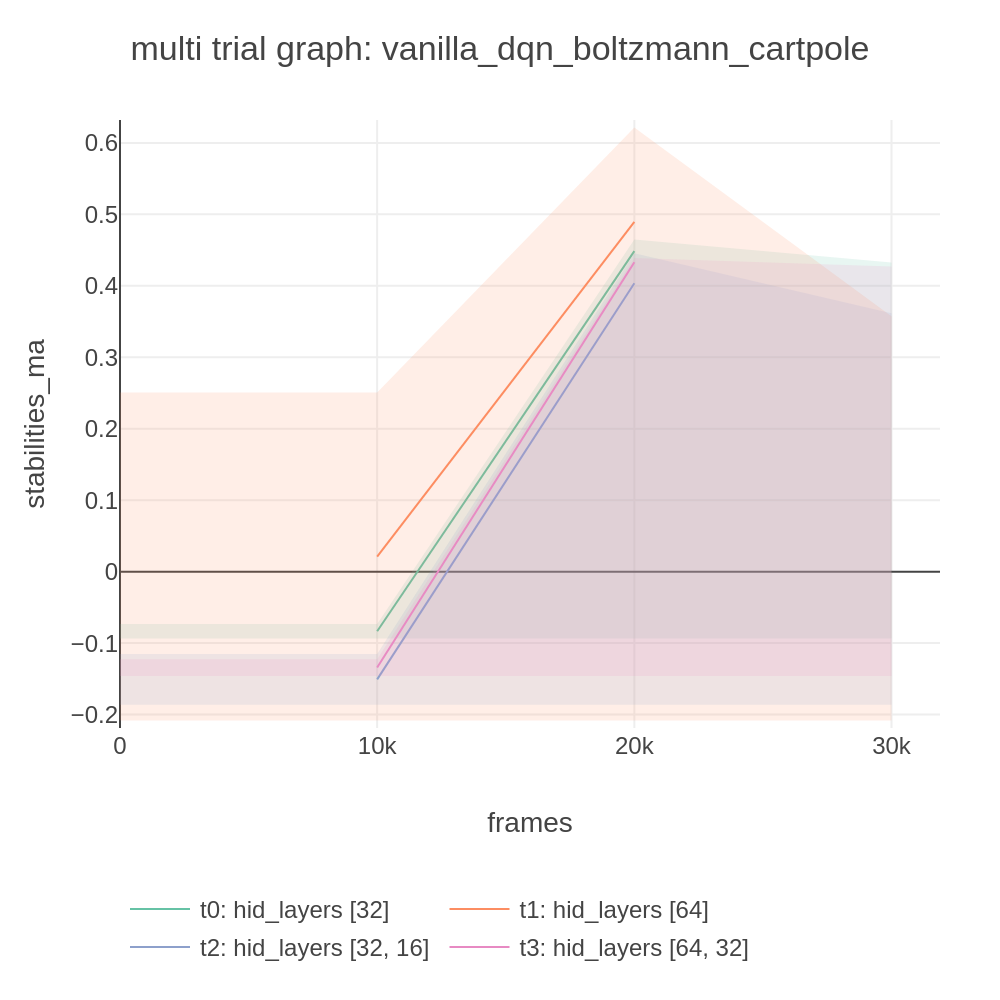 multi trial graph: vanilla_dqn_boltzmann_cartpole
0.6
0.5
0.4
0.3
0.2
0.1
0
−0.1
−0.2
stabilities_ma
0 10k 20k 30k
frames
t0: hid_layers [32] t1: hid_layers [64]
t2: hid_layers [32, 16] t3: hid_layers [64, 32]